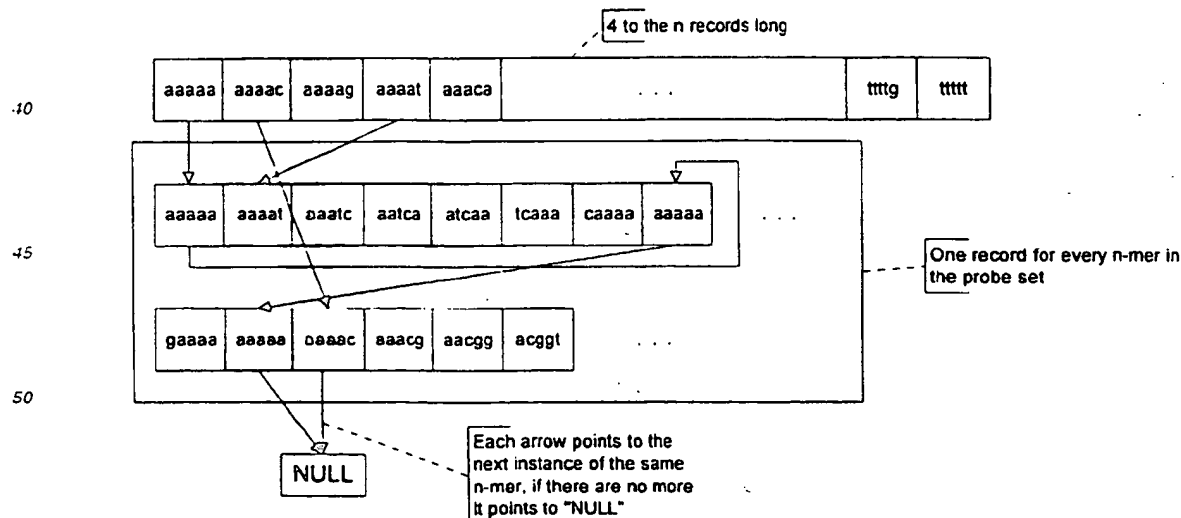 4 to the n records long
aaaaa aaaac aaaag aaaat aaaca . . . ttttg ttttt
40
aaaaa aaaat aaatc aatca atcaa tcaaa caaaa aaaaa . . .
45
One record for every n-mer in
the probe set
gaaaa aaaaa aaaac aaacg aacgg acggt . . .
50
Each arrow points to the
next instance of the same
n-mer, if there are no more
it points to "NULL"
NULL